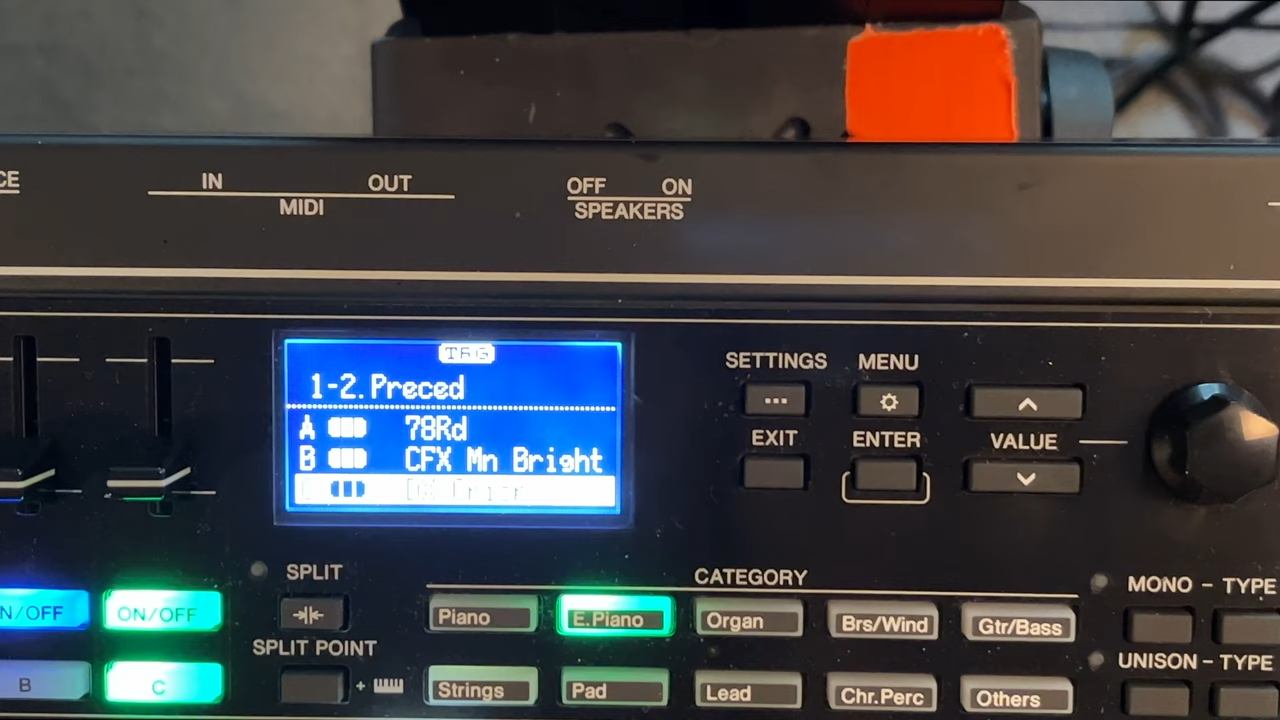 CE
IN OUT
MIDI
OFF ON
SPEAKERS
TRG
1-2.Preced
A 78Rd
B CFX Mn Bright
SETTINGS MENU
EXIT ENTER VALUE
SPLIT
SPLIT POINT
N/OFF ON/OFF
B C
CATEGORY
Piano E.Piano Organ Brs/Wind Gtr/Bass
Strings Pad Lead Chr.Perc Others
MONO - TYPE
UNISON - TYPE